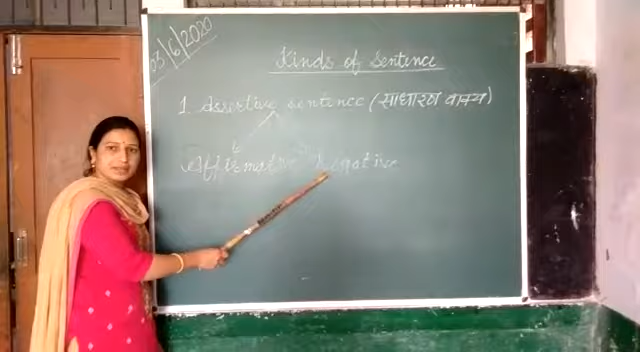 03/6/2020
Kinds of Sentence
1 Assertive sentence (साधारण वाक्य)
Affirmative Negative